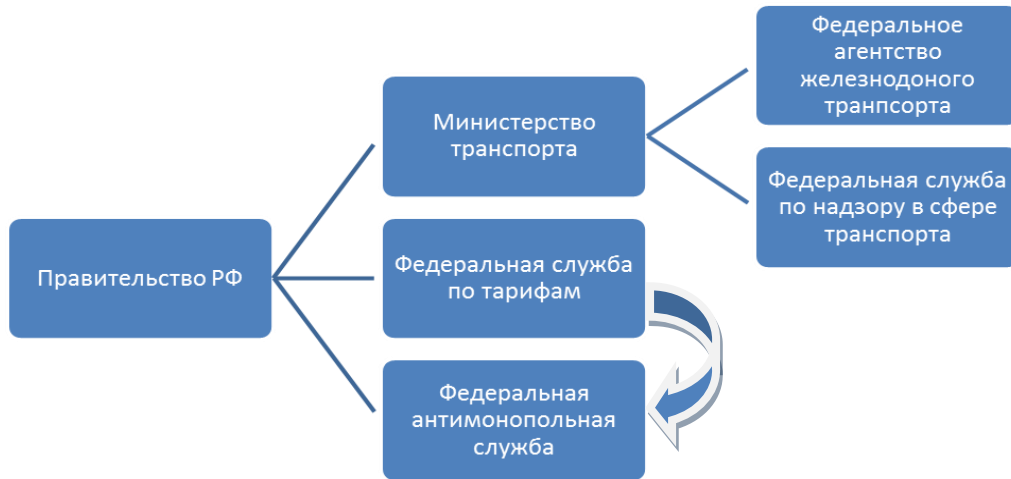 Федеральное
агентство
железнодоного
транпсорта
Министерство
транспорта
Федеральная служба
по надзору в сфере
транспорта
Правительство РФ
Федеральная служба
по тарифам
Федеральная
антимонопольная
служба